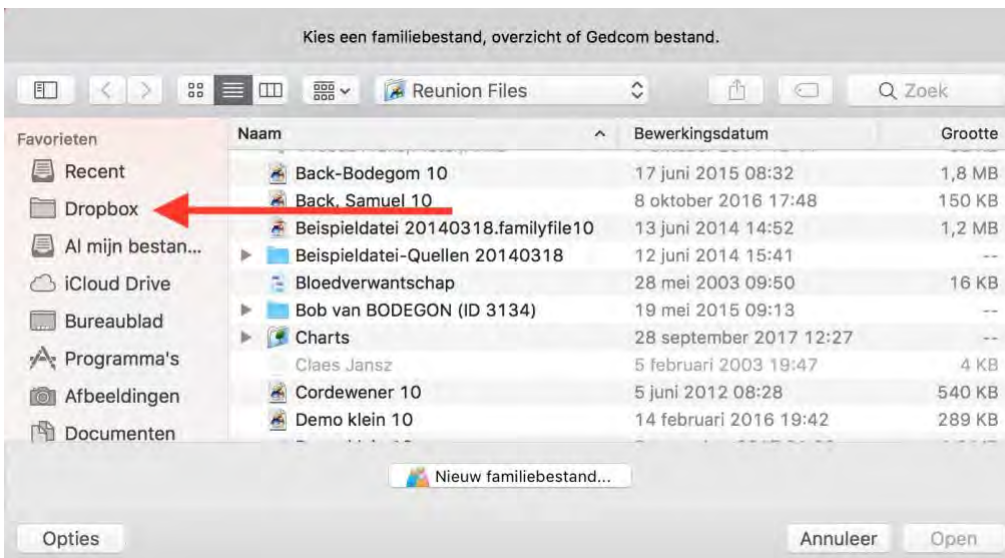 Kies een familiebestand, overzicht of Gedcom bestand.
Reunion Files
Zoek
Favorieten
Recent
Dropbox
Al mijn bestan...
iCloud Drive
Bureaublad
Programma's
Afbeeldingen
Documenten
Naam Bewerkingsdatum Grootte
Back-Bodegom 10 17 juni 2015 08:32 1,8 MB
Back, Samuel 10 8 oktober 2016 17:48 150 KB
Beispieldatei 20140318.familyfile10 13 juni 2014 14:52 1,2 MB
Beispieldatei-Quellen 20140318 12 juni 2014 15:41 --
Bloedverwantschap 28 mei 2003 09:50 16 KB
Bob van BODEGON (ID 3134) 19 mei 2015 09:13 --
Charts 28 september 2017 12:27 --
Claes Jansz 5 februari 2003 19:47 4 KB
Cordewener 10 5 juni 2012 08:28 540 KB
Demo klein 10 14 februari 2016 19:42 289 KB
Nieuw familiebestand...
Opties
Annuleer
Open